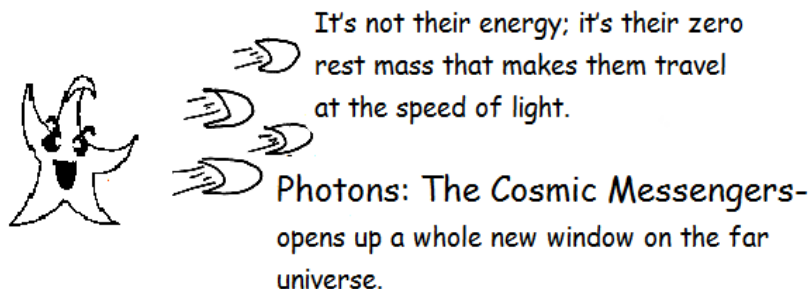 It's not their energy; it's their zero
rest mass that makes them travel
at the speed of light.
Photons: The Cosmic Messengers-
opens up a whole new window on the far
universe.